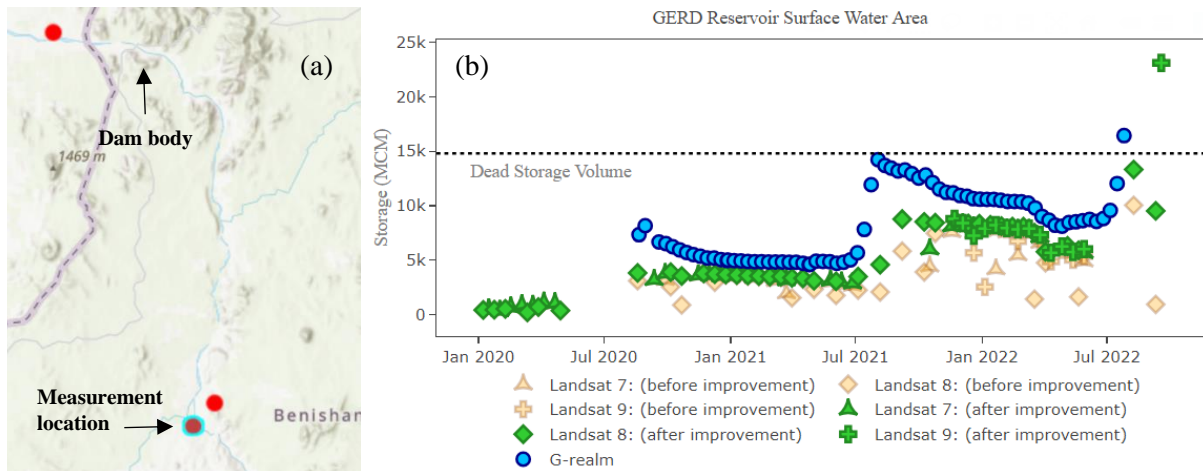 (a)
Dam body
1469 m
Measurement
location
Benishan
GERD Reservoir Surface Water Area
(b)
Storage (MCM)
25k
20k
15k
10k
5k
0
Dead Storage Volume
Jan 2020 Jul 2020 Jan 2021 Jul 2021 Jan 2022 Jul 2022
Landsat 7: (before improvement) Landsat 8: (before improvement)
Landsat 9: (before improvement) Landsat 7: (after improvement)
Landsat 8: (after improvement) Landsat 9: (after improvement)
G-realm